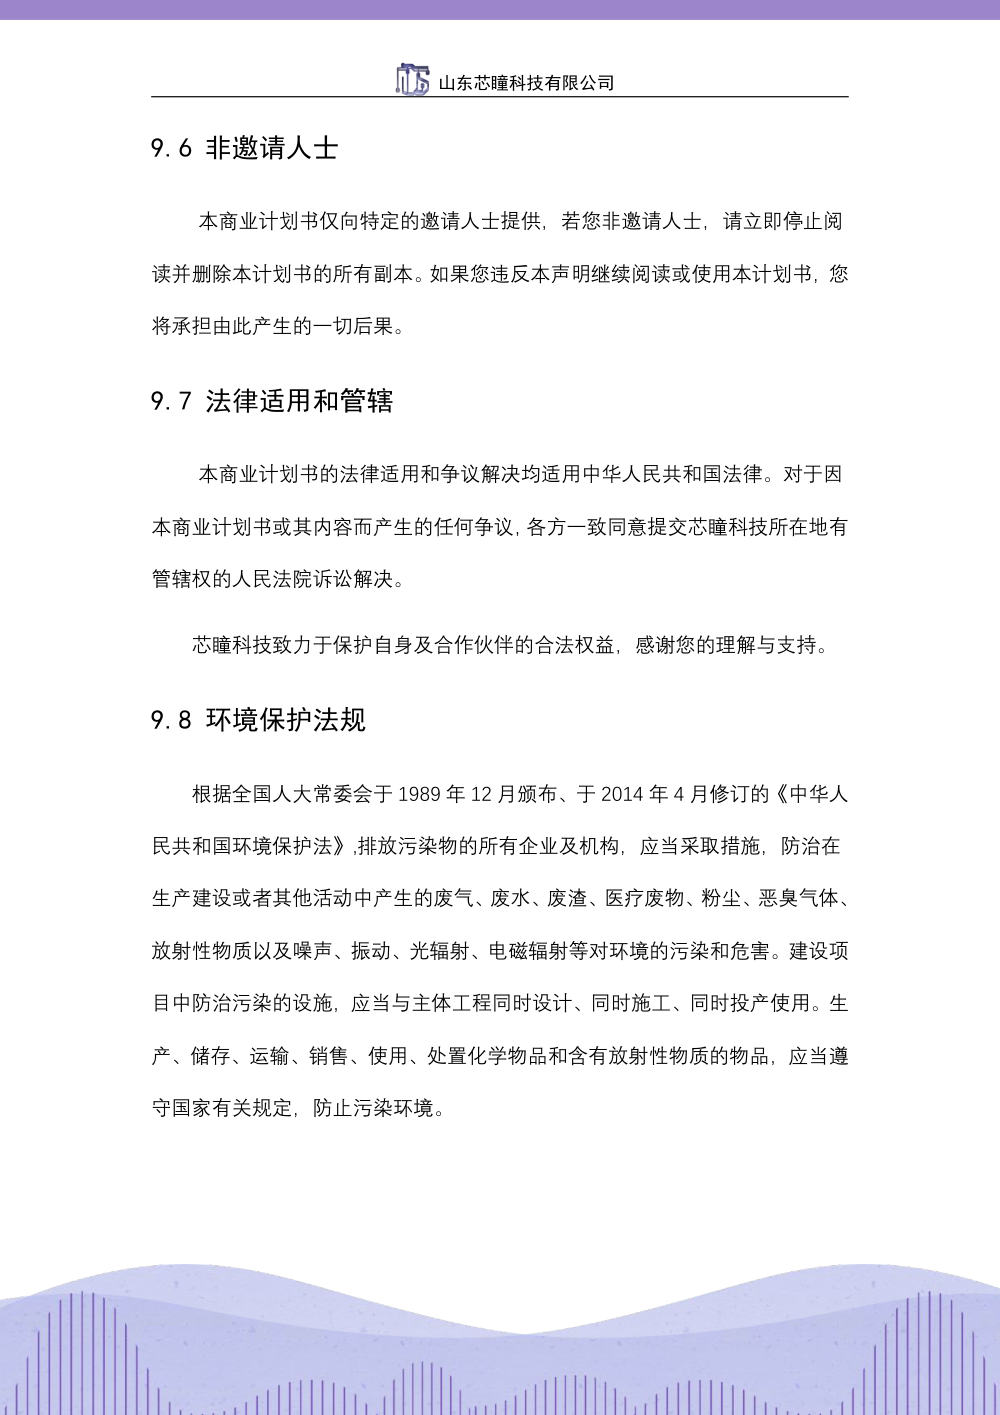 山东芯瞳科技有限公司
9.6 非邀请人士
本商业计划书仅向特定的邀请人士提供，若您非邀请人士，请立即停止阅
读并删除本计划书的所有副本。如果您违反本声明继续阅读或使用本计划书，您
将承担由此产生的一切后果。
9.7 法律适用和管辖
本商业计划书的法律适用和争议解决均适用中华人民共和国法律。对于因
本商业计划书或其内容而产生的任何争议，各方一致同意提交芯瞳科技所在地有
管辖权的人民法院诉讼解决。
芯瞳科技致力于保护自身及合作伙伴的合法权益，感谢您的理解与支持。
9.8 环境保护法规
根据全国人大常委会于 1989 年 12 月颁布、于 2014 年 4 月修订的《中华人
民共和国环境保护法》,排放污染物的所有企业及机构，应当采取措施，防治在
生产建设或者其他活动中产生的废气、废水、废渣、医疗废物、粉尘、恶臭气体、
放射性物质以及噪声、振动、光辐射、电磁辐射等对环境的污染和危害。建设项
目中防治污染的设施，应当与主体工程同时设计、同时施工、同时投产使用。生
产、储存、运输、销售、使用、处置化学物品和含有放射性物质的物品，应当遵
守国家有关规定，防止污染环境。